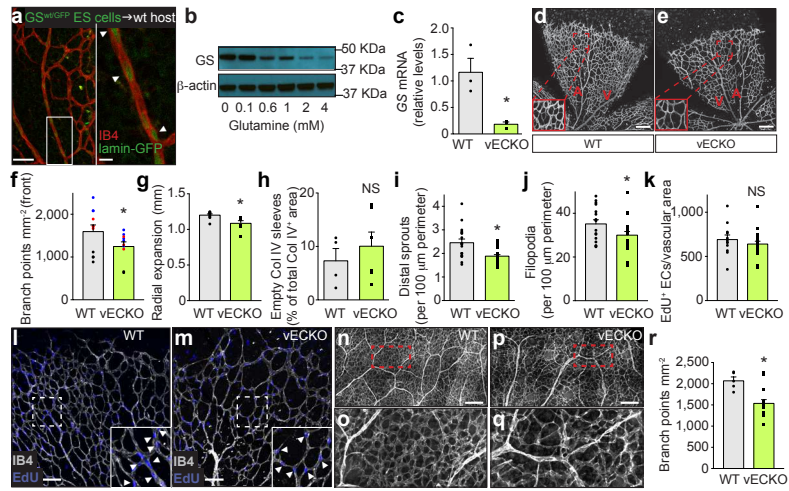 a
GS^wt/GFP ES cells→wt host
IB4
lamin-GFP
b
GS
β-actin
50 KDa
37 KDa
50 KDa
37 KDa
0 0.1 0.6 1 2 4
Glutamine (mM)
c
GS mRNA
(relative levels)
2.0
1.5
1.0
0.5
0.0
*
WT
vECKO
d
A
V
WT
e
V
A
vECKO
f
Branch points mm⁻² (front)
2,000
1,000
0
*
WT vECKO
g
Radial expansion (mm)
1.5
1.0
0.5
0
*
WT vECKO
h
Empty Col IV sleeves
(% of total Col IV⁺ area)
20
10
0
NS
WT vECKO
i
Distal sprouts
(per 100 μm perimeter)
5
4
3
2
1
0
*
WT vECKO
j
Filopodia
(per 100 μm perimeter)
40
20
0
*
WT vECKO
k
EdU⁺ ECs/vascular area
1,000
500
0
NS
WT vECKO
l
WT
IB4
EdU
m
vECKO
IB4
EdU
n
WT
p
vECKO
o
q
r
Branch points mm⁻²
3,000
2,500
2,000
1,500
1,000
500
0
*
WT vECKO